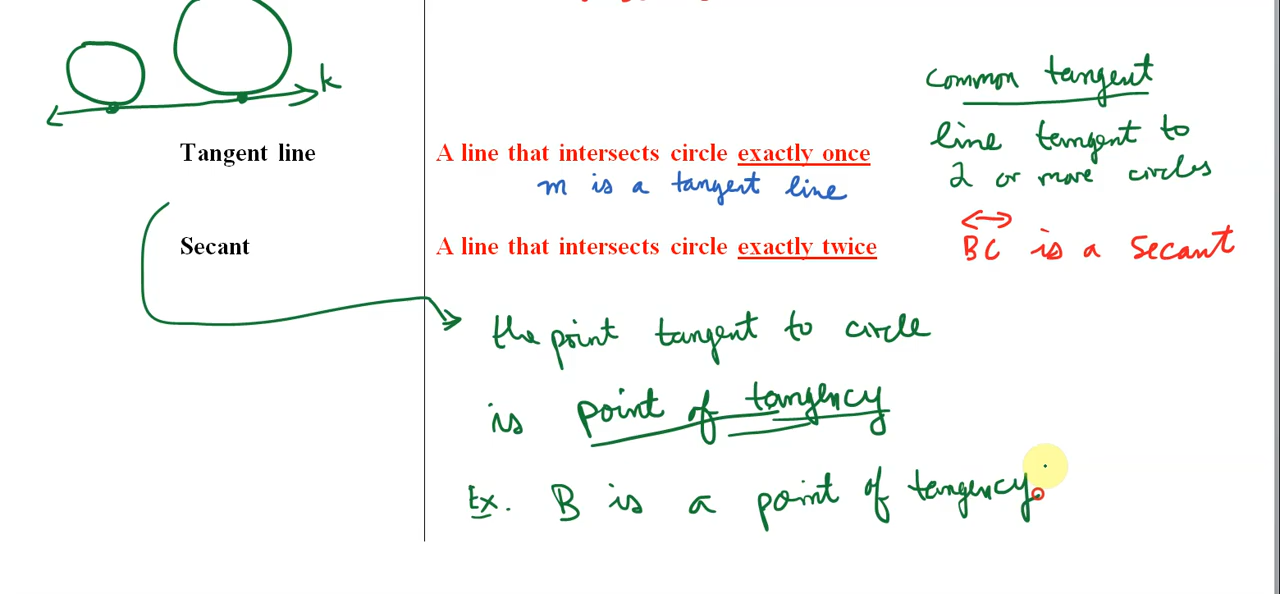 k
common tangent
line tangent to
2 or more circles
Tangent line
A line that intersects circle exactly once
m is a tangent line
Secant
A line that intersects circle exactly twice
BC is a secant
the point tangent to circle
is point of tangency
Ex. B is a point of tangency.